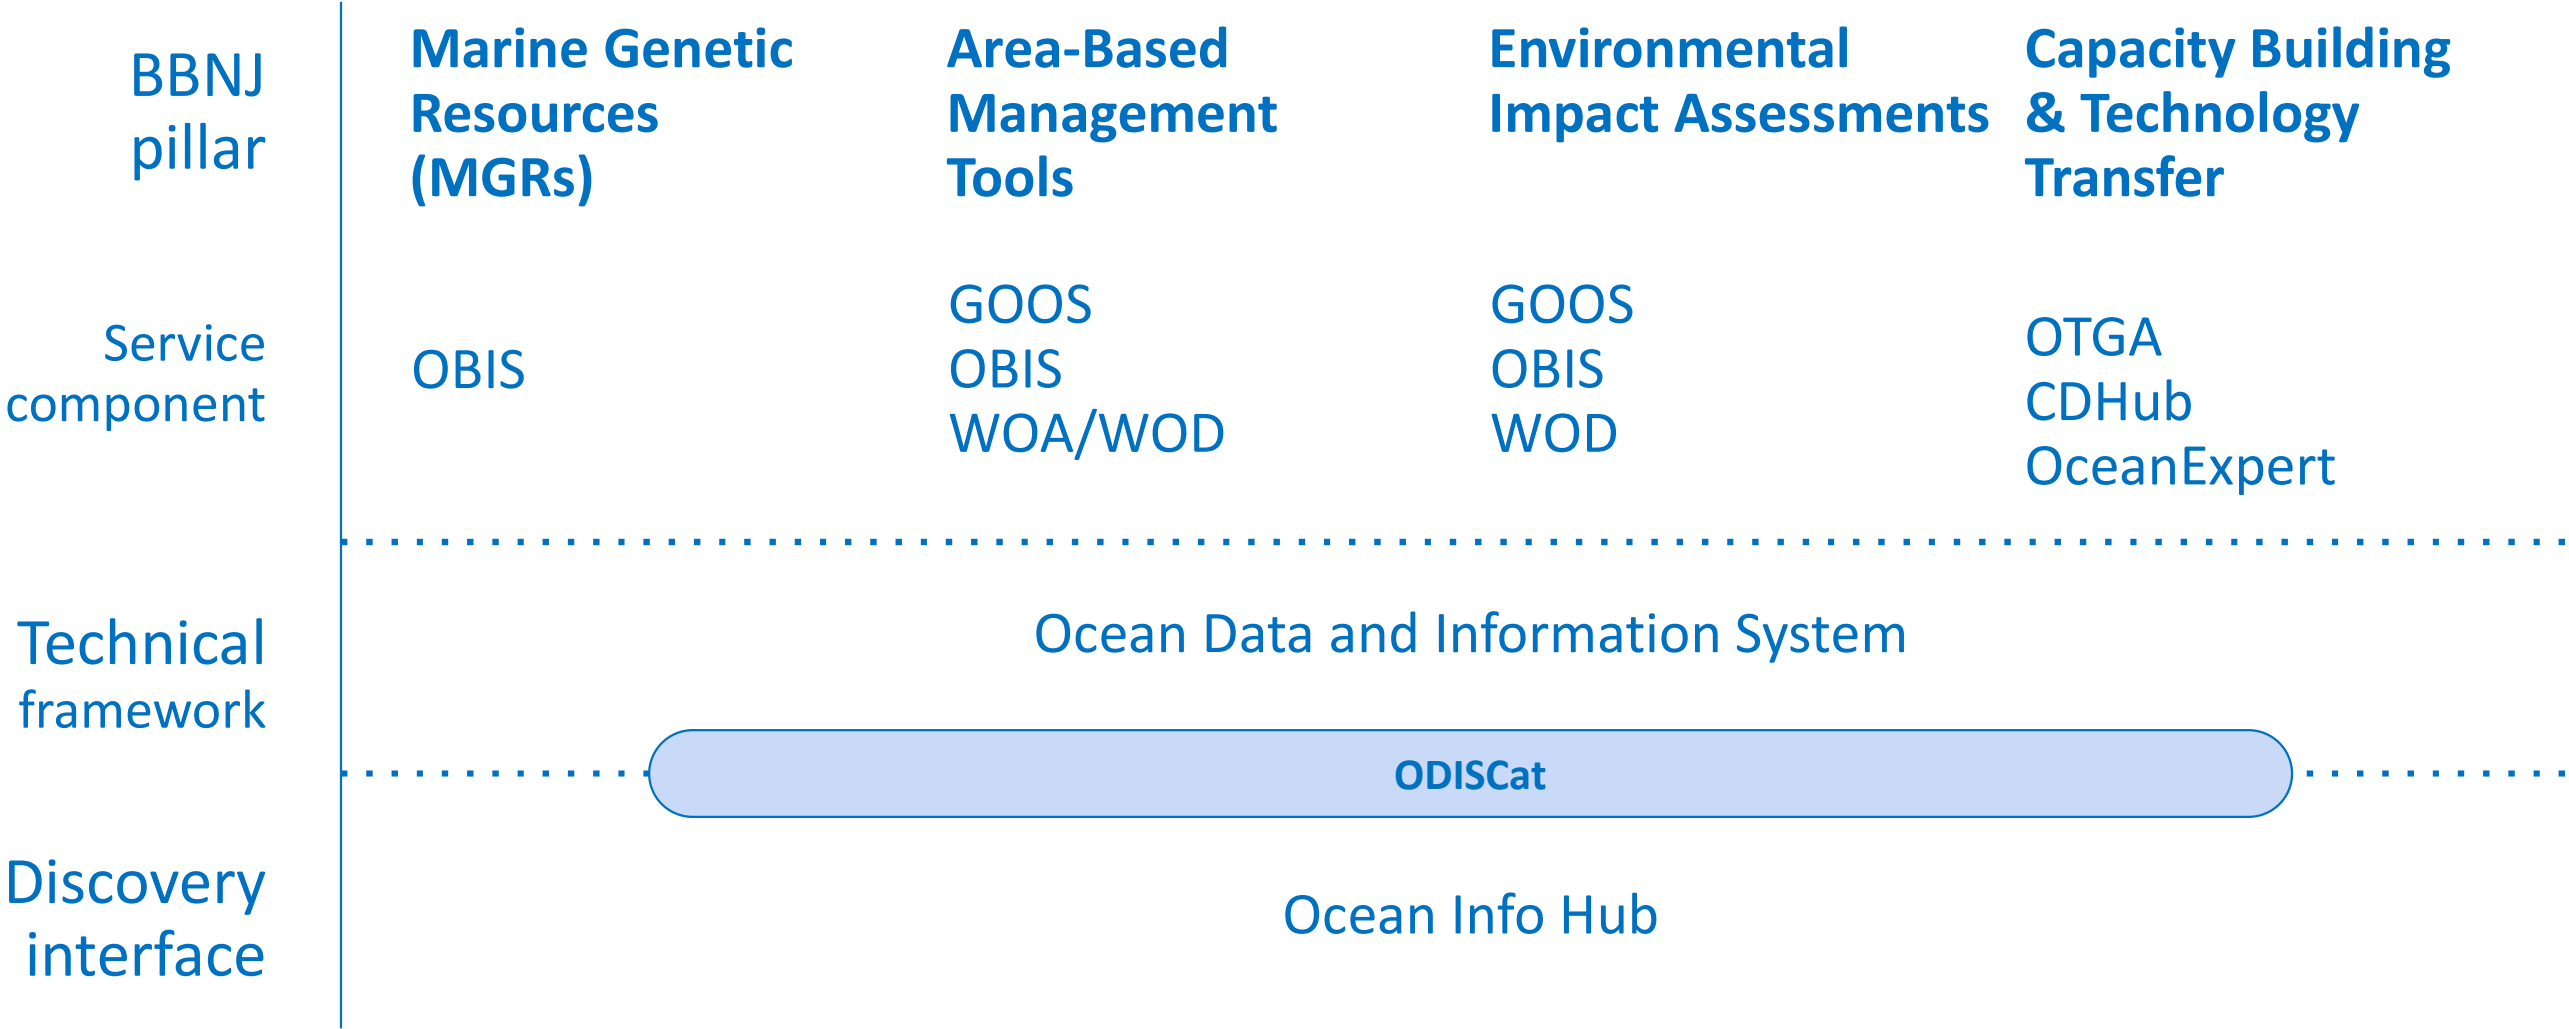 BBNJ
pillar
Marine Genetic
Resources
(MGRs)
Area-Based
Management
Tools
Environmental
Impact Assessments
Capacity Building
& Technology
Transfer
Service
component
OBIS
GOOS
OBIS
WOA/WOD
GOOS
OBIS
WOD
OTGA
CDHub
OceanExpert
Technical
framework
Ocean Data and Information System
ODISCat
Discovery
interface
Ocean Info Hub